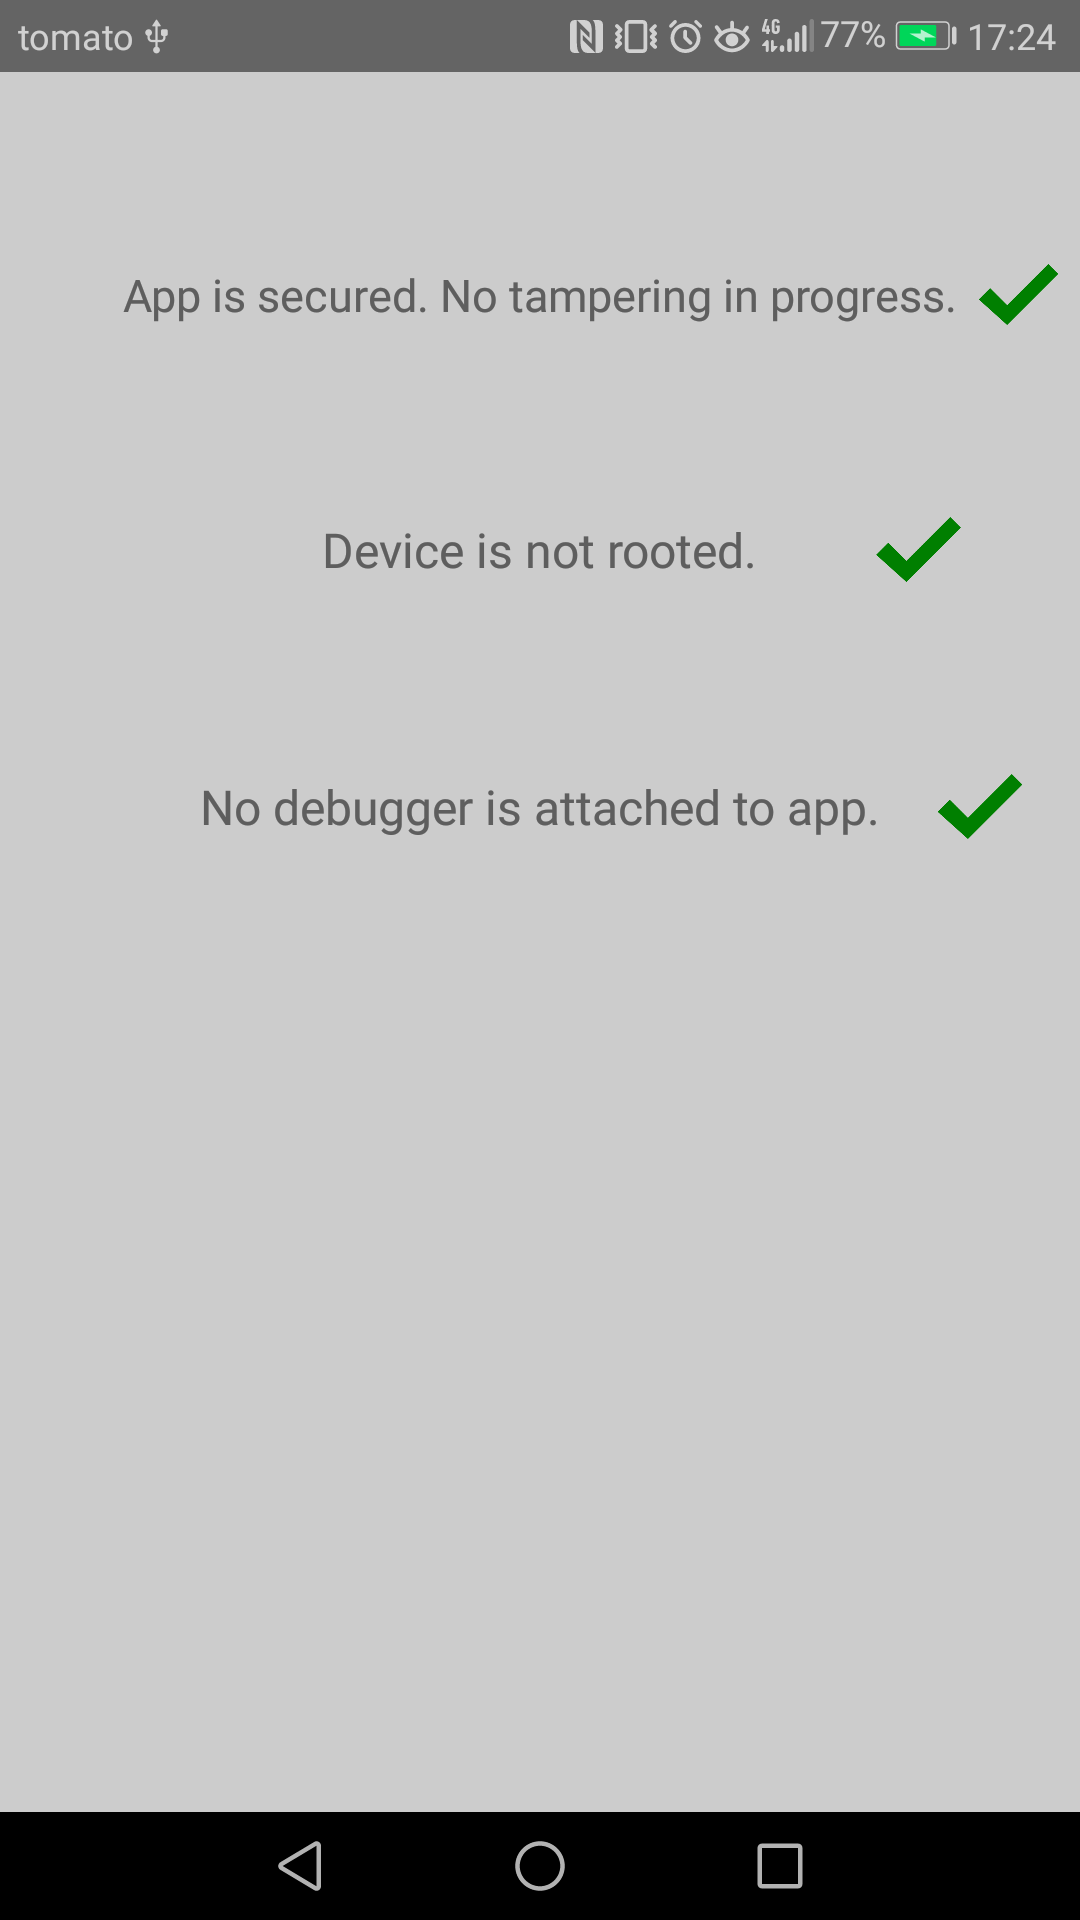 tomato 4G 77% 17:24
App is secured. No tampering in progress.
Device is not rooted.
No debugger is attached to app.